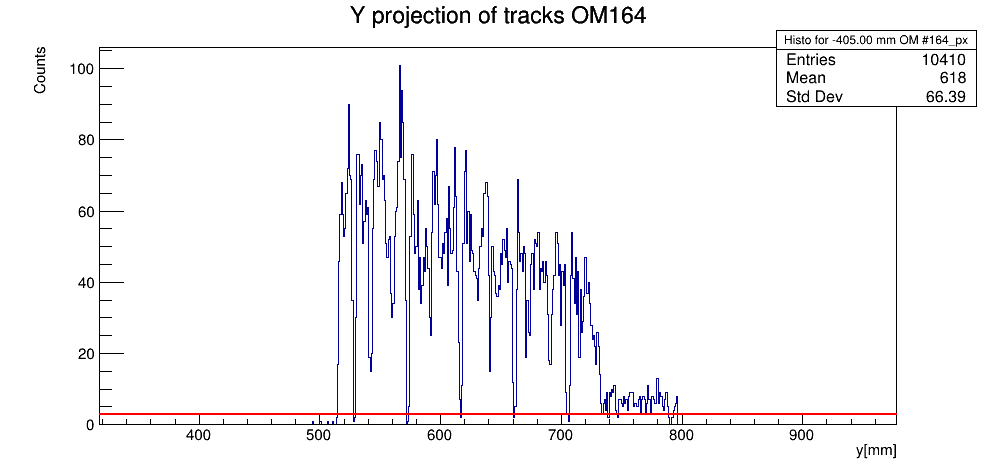 Y projection of tracks OM164
Histo for -405.00 mm OM #164_px
Entries 10410
Mean 618
Std Dev 66.39
Counts
100
80
60
40
20
0
400 500 600 700 800 900
y[mm]